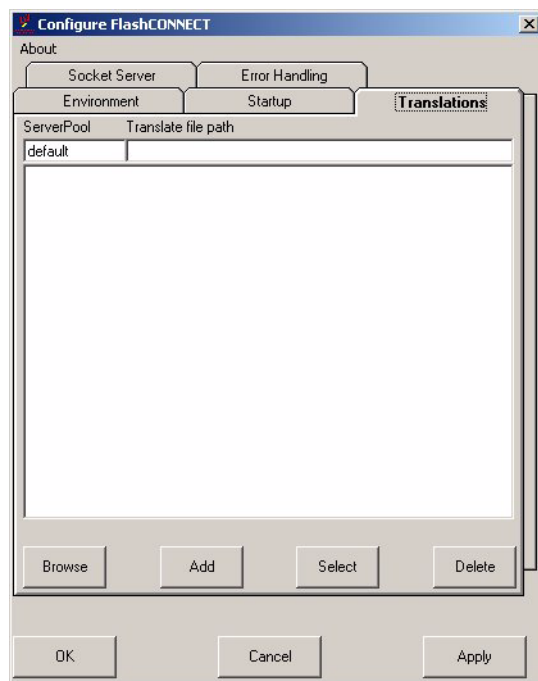 Configure FlashCONNECT
About
Socket Server Error Handling
Environment Startup Translations
ServerPool Translate file path
default
Browse Add Select Delete
OK Cancel Apply